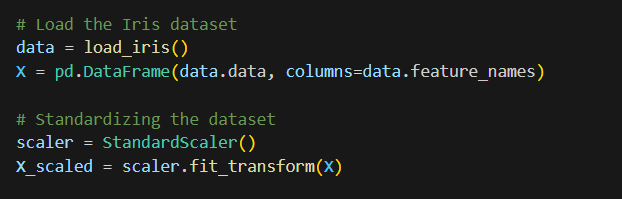 # Load the Iris dataset
data = load_iris()
X = pd.DataFrame(data.data, columns=data.feature_names)
# Standardizing the dataset
scaler = StandardScaler()
X_scaled = scaler.fit_transform(X)